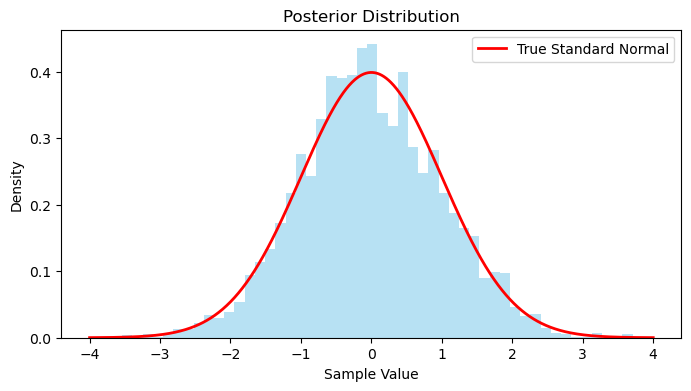 Posterior Distribution
True Standard Normal
Density
0.4
0.3
0.2
0.1
0.0
−4 −3 −2 −1 0 1 2 3 4
Sample Value